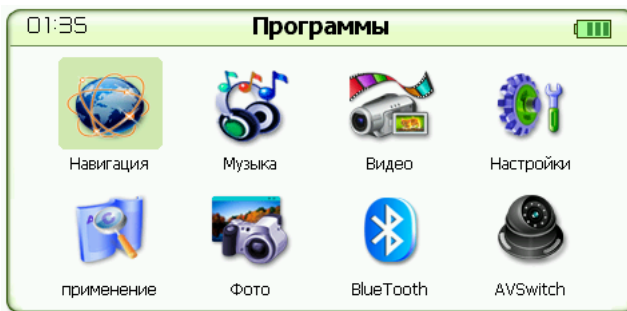 01:35
Программы
Навигация
Музыка
Видео
Настройки
применение
Фото
BlueTooth
AVSwitch